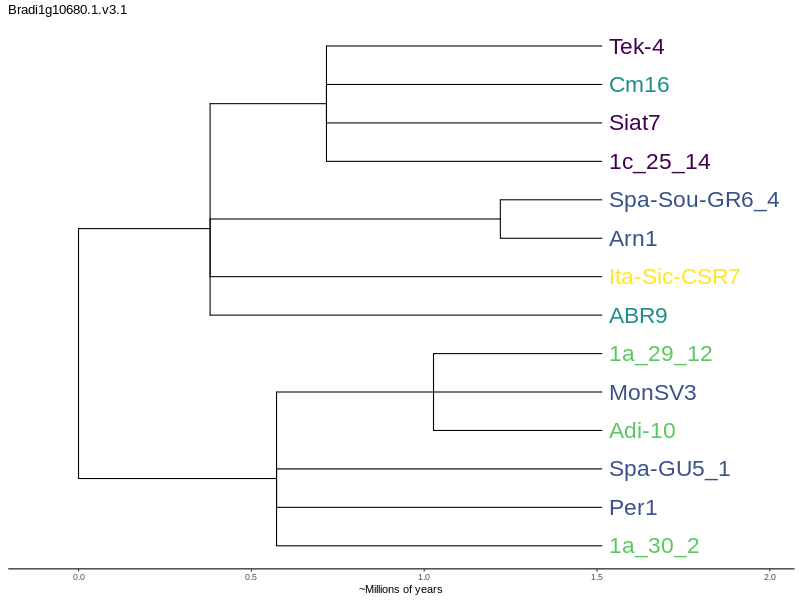 Bradi1g10680.1.v3.1
Tek-4
Cm16
Siat7
1c_25_14
Spa-Sou-GR6_4
Arn1
Ita-Sic-CSR7
ABR9
1a_29_12
MonSV3
Adi-10
Spa-GU5_1
Per1
1a_30_2
0.0 0.5 1.0 1.5 2.0
~Millions of years